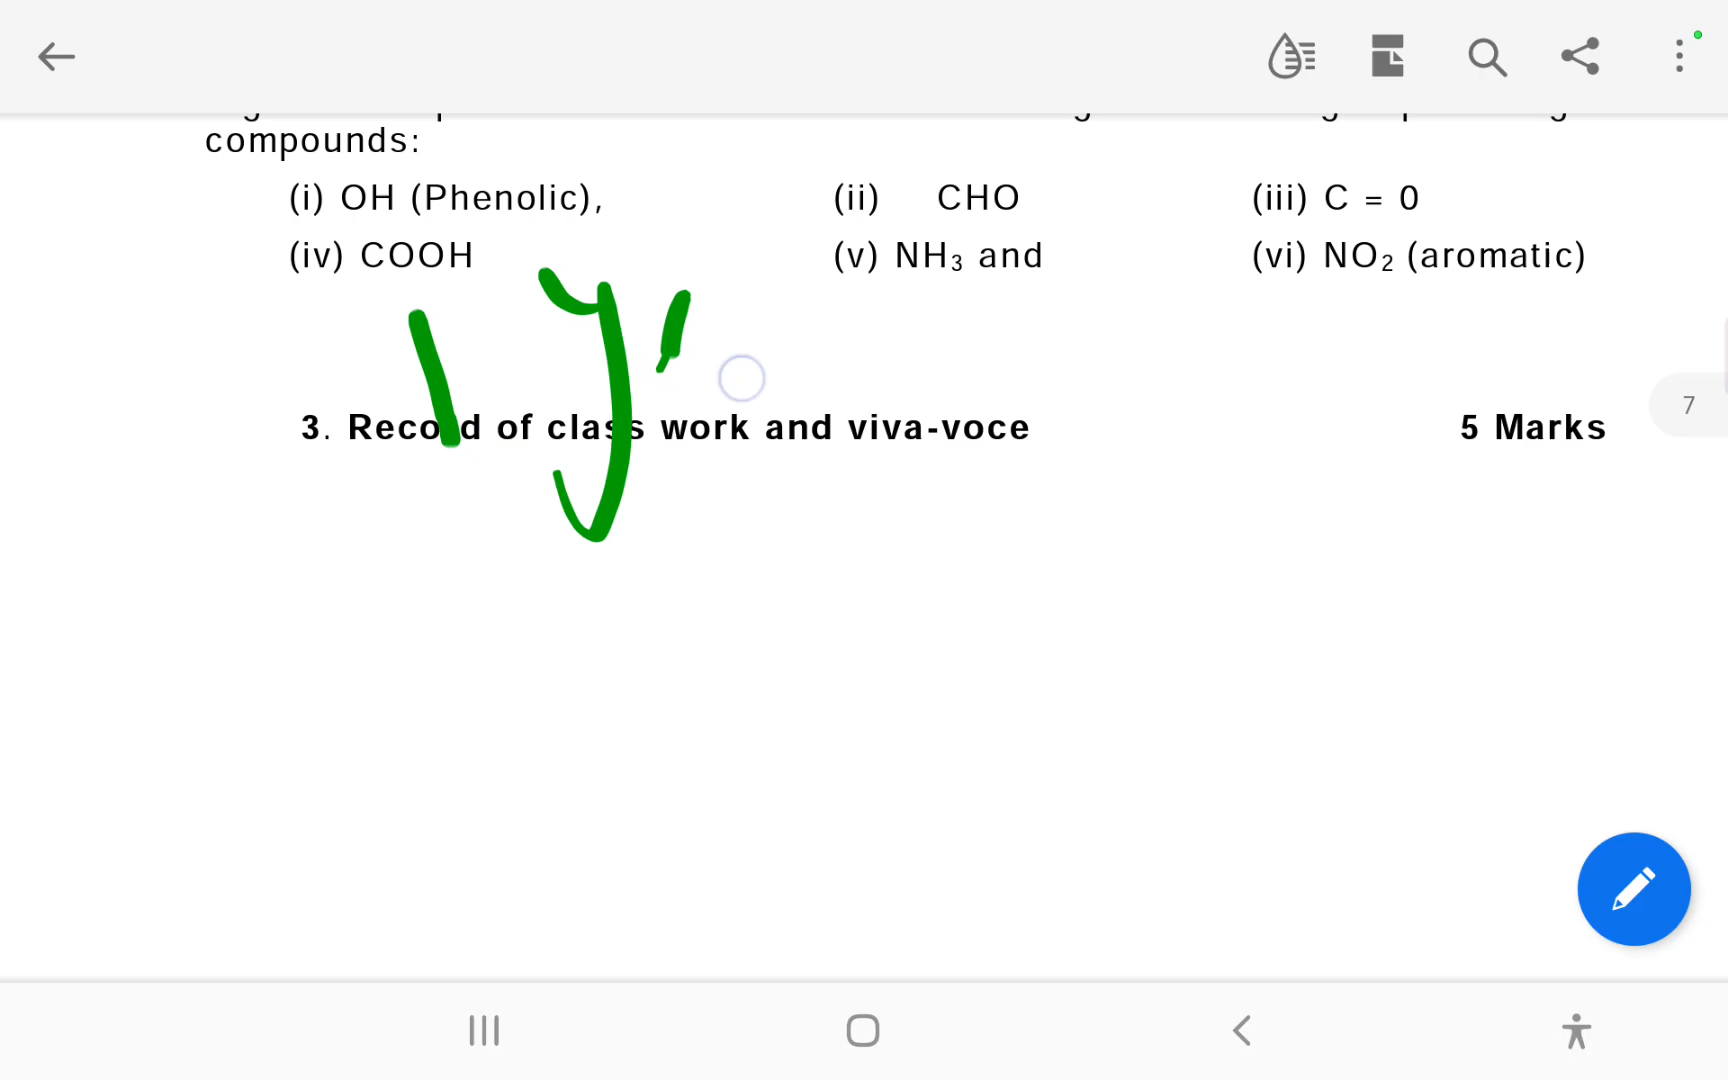 compounds:
(i) OH (Phenolic), (ii) CHO (iii) C = 0
(iv) COOH (v) NH₃ and (vi) NO₂ (aromatic)
3. Record of class work and viva-voce 5 Marks
7